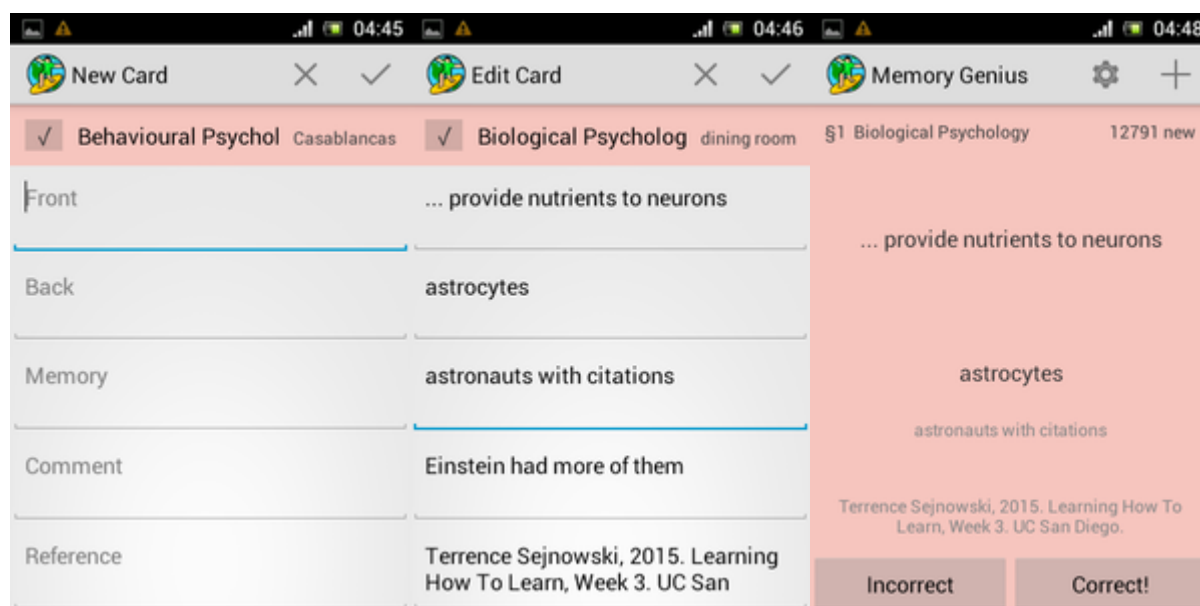 04:45
New Card
√ Behavioural Psychol Casablancas
Front
Back
Memory
Comment
Reference
04:46
Edit Card
√ Biological Psycholog dining room
... provide nutrients to neurons
astrocytes
astronauts with citations
Einstein had more of them
Terrence Sejnowski, 2015. Learning
How To Learn, Week 3. UC San
04:48
Memory Genius
§1 Biological Psychology 12791 new
... provide nutrients to neurons
astrocytes
astronauts with citations
Terrence Sejnowski, 2015. Learning How To
Learn, Week 3. UC San Diego.
Incorrect Correct!